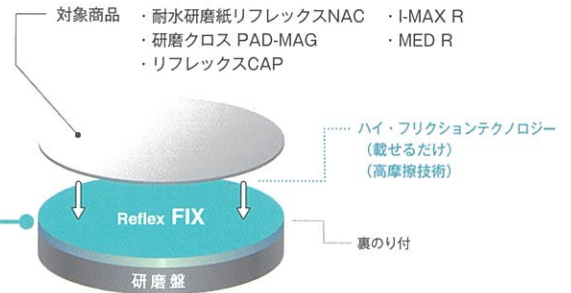 対象商品 ・耐水研磨紙リフレックスNAC ・I-MAX R
・研磨クロス PAD-MAG ・MED R
・リフレックスCAP
ハイ・フリクションテクノロジー
（載せるだけ）
（高摩擦技術）
Reflex FIX
裏のり付
研磨盤